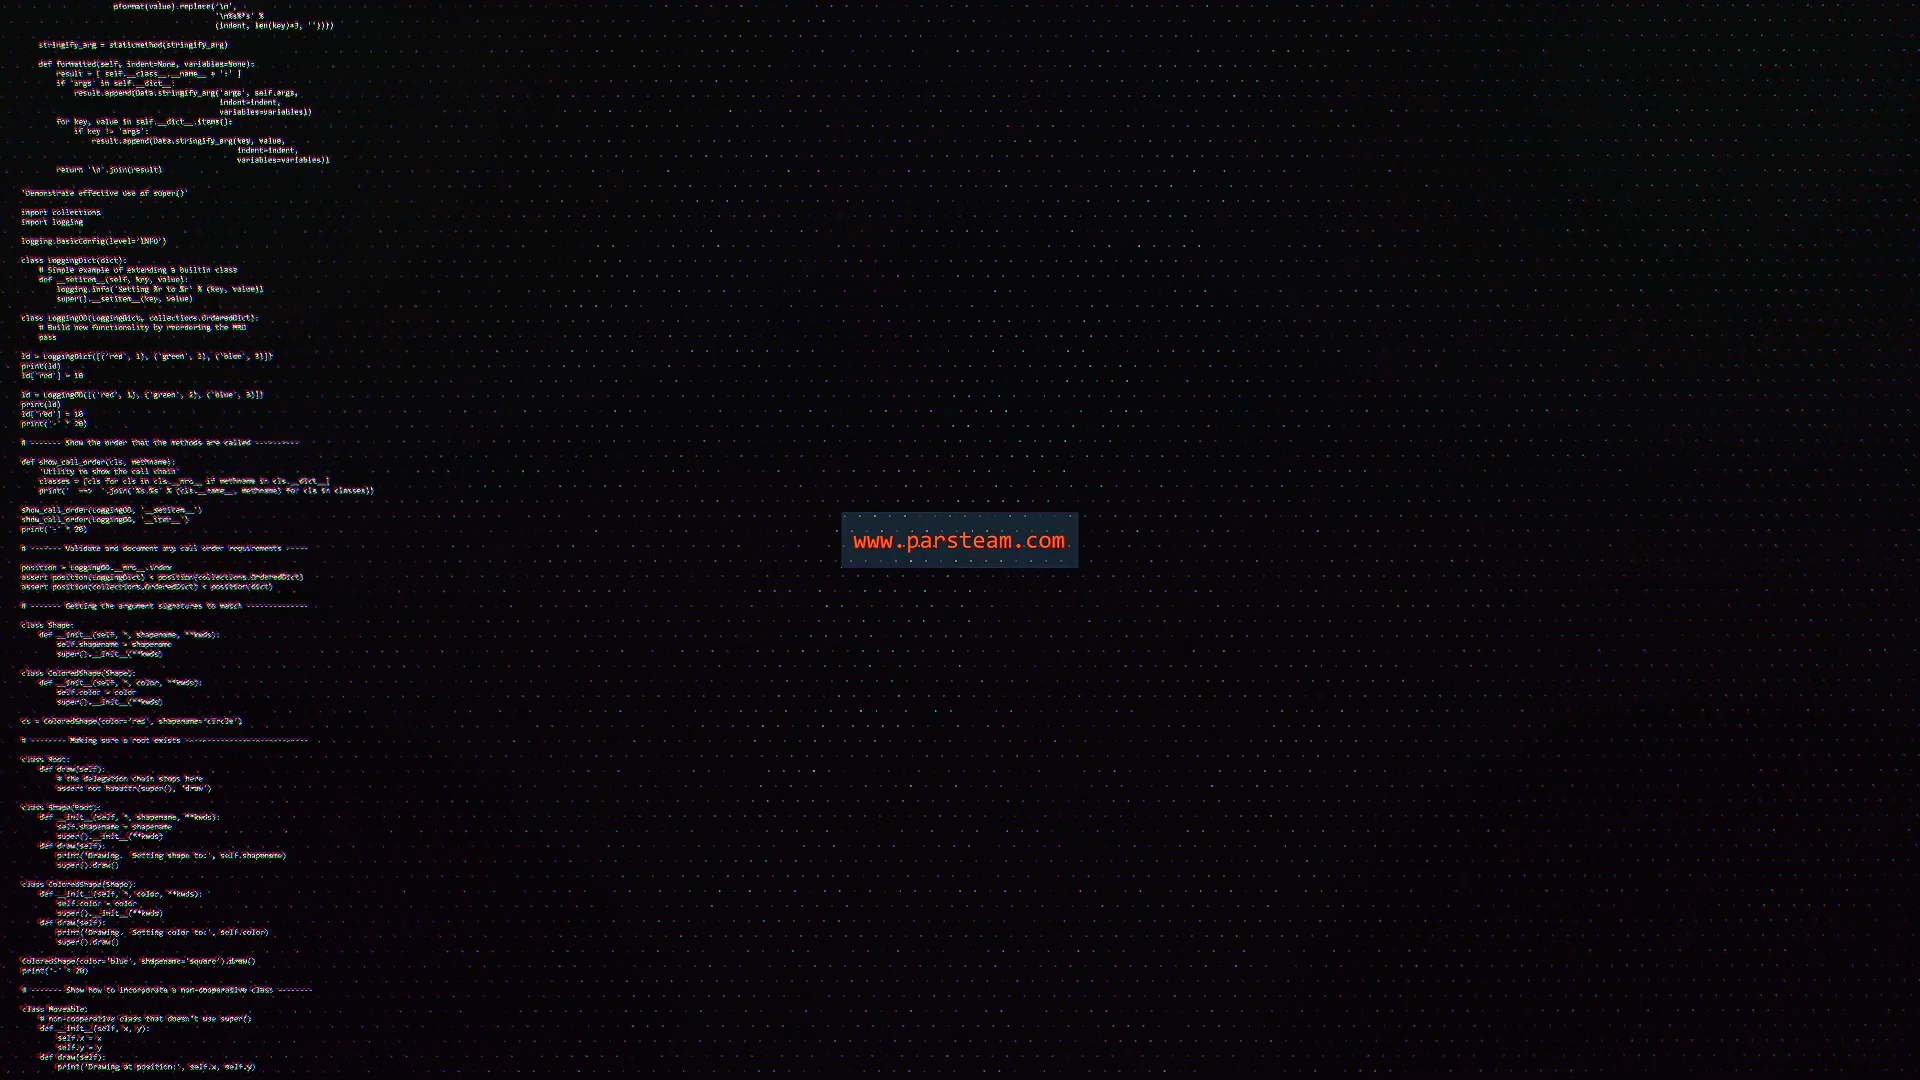 pformat(value).replace('\n',
'\n%s%*s' %
(indent, len(key)+3, ''))))
stringify_arg = staticmethod(stringify_arg)
def formatted(self, indent=None, variables=None):
result = [ self.__class__.__name__ + ':' ]
if 'args' in self.__dict__:
result.append(Data.stringify_arg('args', self.args,
indent=indent,
variables=variables))
for key, value in self.__dict__.items():
if key != 'args':
result.append(Data.stringify_arg(key, value,
indent=indent,
variables=variables))
return '\n'.join(result)
'Demonstrate effective use of super()'
import collections
import logging
logging.basicConfig(level='INFO')
class LoggingDict(dict):
# Simple example of extending a builtin class
def __setitem__(self, key, value):
logging.info('Setting %r to %r' % (key, value))
super().__setitem__(key, value)
class LoggingOD(LoggingDict, collections.OrderedDict):
# Build new functionality by reordering the MRO
pass
ld = LoggingDict([('red', 1), ('green', 2), ('blue', 3)])
print(ld)
ld['red'] = 10
ld = LoggingOD([('red', 1), ('green', 2), ('blue', 3)])
print(ld)
ld['red'] = 10
print('-' * 20)
# ------- Show the order that the methods are called ----------
def show_call_order(cls, methname):
'Utility to show the call chain'
classes = [cls for cls in cls.__mro__ if methname in cls.__dict__]
print('  ==>  '.join('%s.%s' % (cls.__name__, methname) for cls in classes))
show_call_order(LoggingOD, '__setitem__')
show_call_order(LoggingOD, '__iter__')
print('-' * 20)
# ------- Validate and document any call order requirements -----
position = LoggingOD.__mro__.index
assert position(LoggingDict) < position(collections.OrderedDict)
assert position(collections.OrderedDict) < position(dict)
# ------- Getting the argument signatures to match --------------
class Shape:
def __init__(self, *, shapename, **kwds):
self.shapename = shapename
super().__init__(**kwds)
class ColoredShape(Shape):
def __init__(self, *, color, **kwds):
self.color = color
super().__init__(**kwds)
cs = ColoredShape(color='red', shapename='circle')
# -------- Making sure a root exists ----------------------------
class Root:
def draw(self):
# the delegation chain stops here
assert not hasattr(super(), 'draw')
class Shape(Root):
def __init__(self, *, shapename, **kwds):
self.shapename = shapename
super().__init__(**kwds)
def draw(self):
print('Drawing.  Setting shape to:', self.shapename)
super().draw()
class ColoredShape(Shape):
def __init__(self, *, color, **kwds):
self.color = color
super().__init__(**kwds)
def draw(self):
print('Drawing.  Setting color to:', self.color)
super().draw()
ColoredShape(color='blue', shapename='square').draw()
print('-' * 20)
# ------- Show how to incorporate a non-cooperative class --------
class Moveable:
# non-cooperative class that doesn't use super()
def __init__(self, x, y):
self.x = x
self.y = y
def draw(self):
print('Drawing at position:', self.x, self.y)
www.parsteam.com